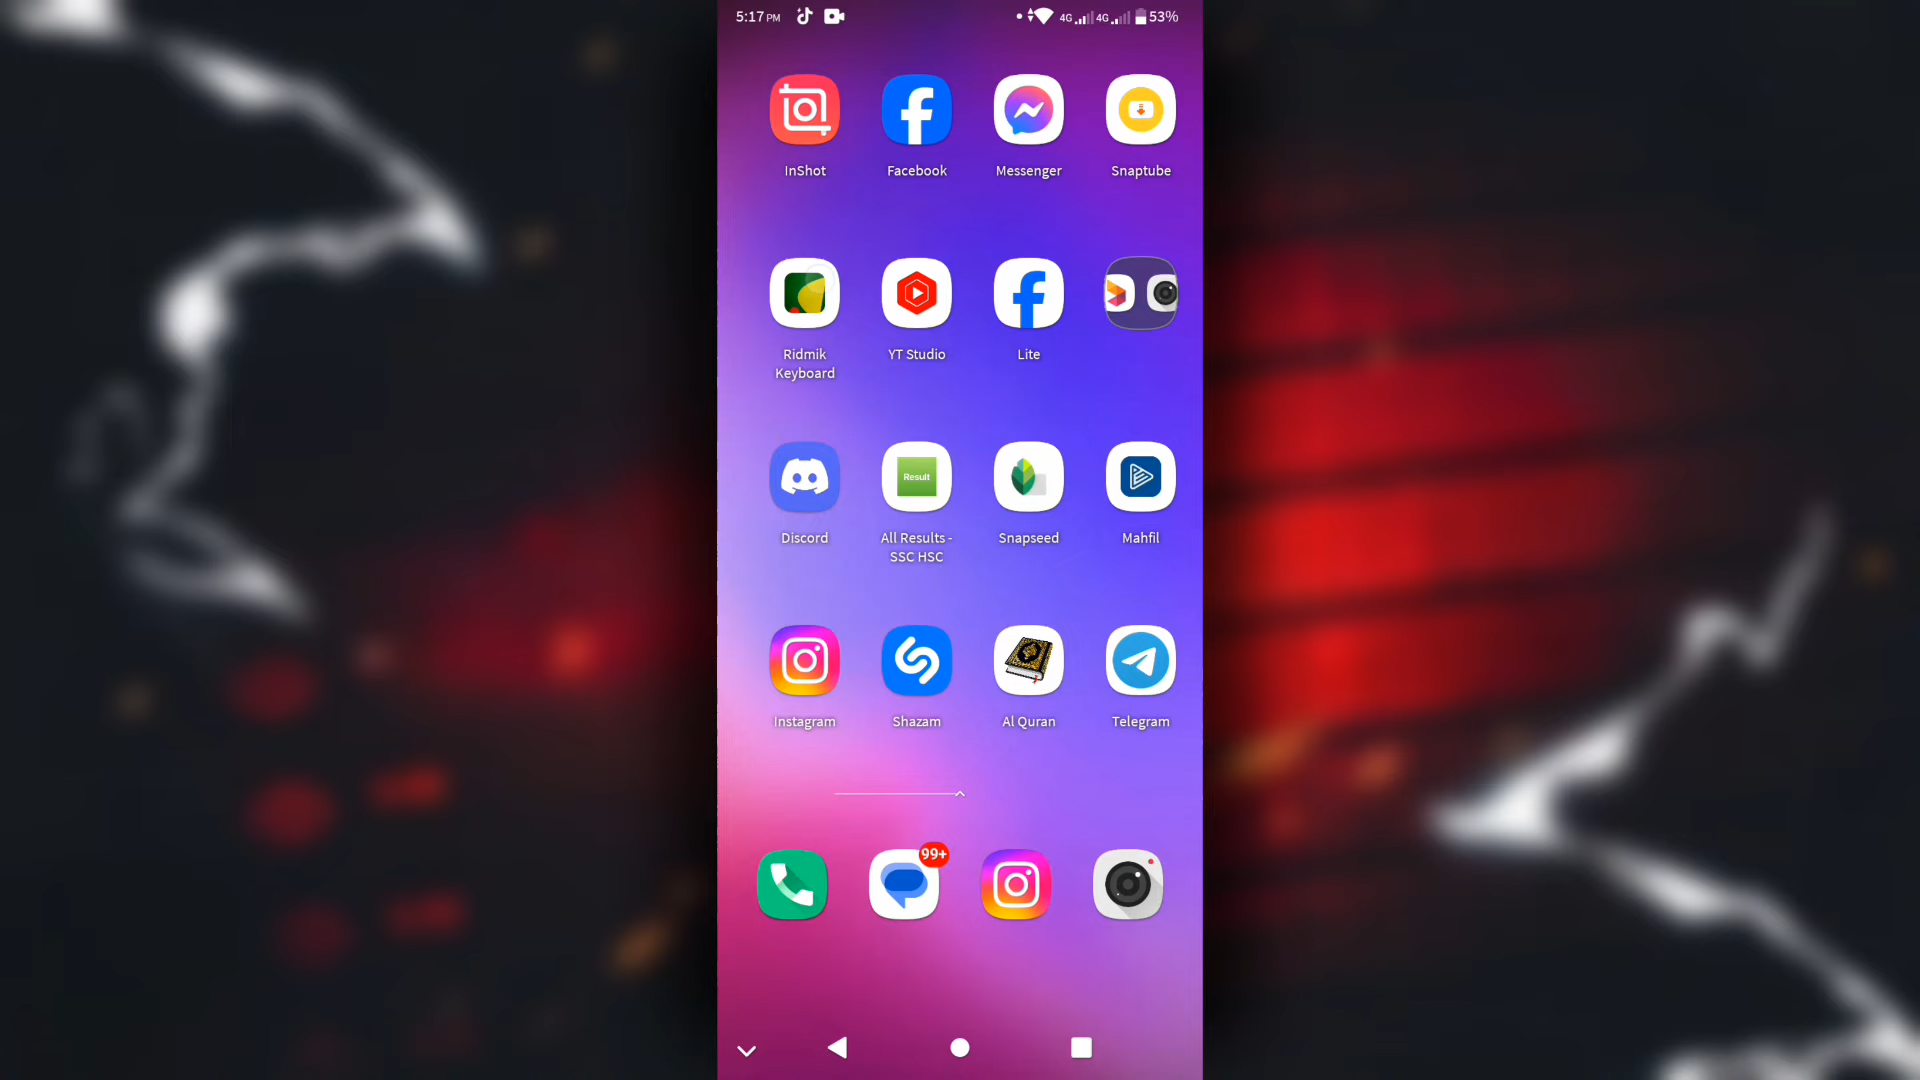 5:17 PM 4G 4G 53%
InShot Facebook Messenger Snaptube
Ridmik YT Studio Lite
Keyboard
Result
Discord All Results - Snapseed Mahfil
SSC HSC
Instagram Shazam Al Quran Telegram
99+